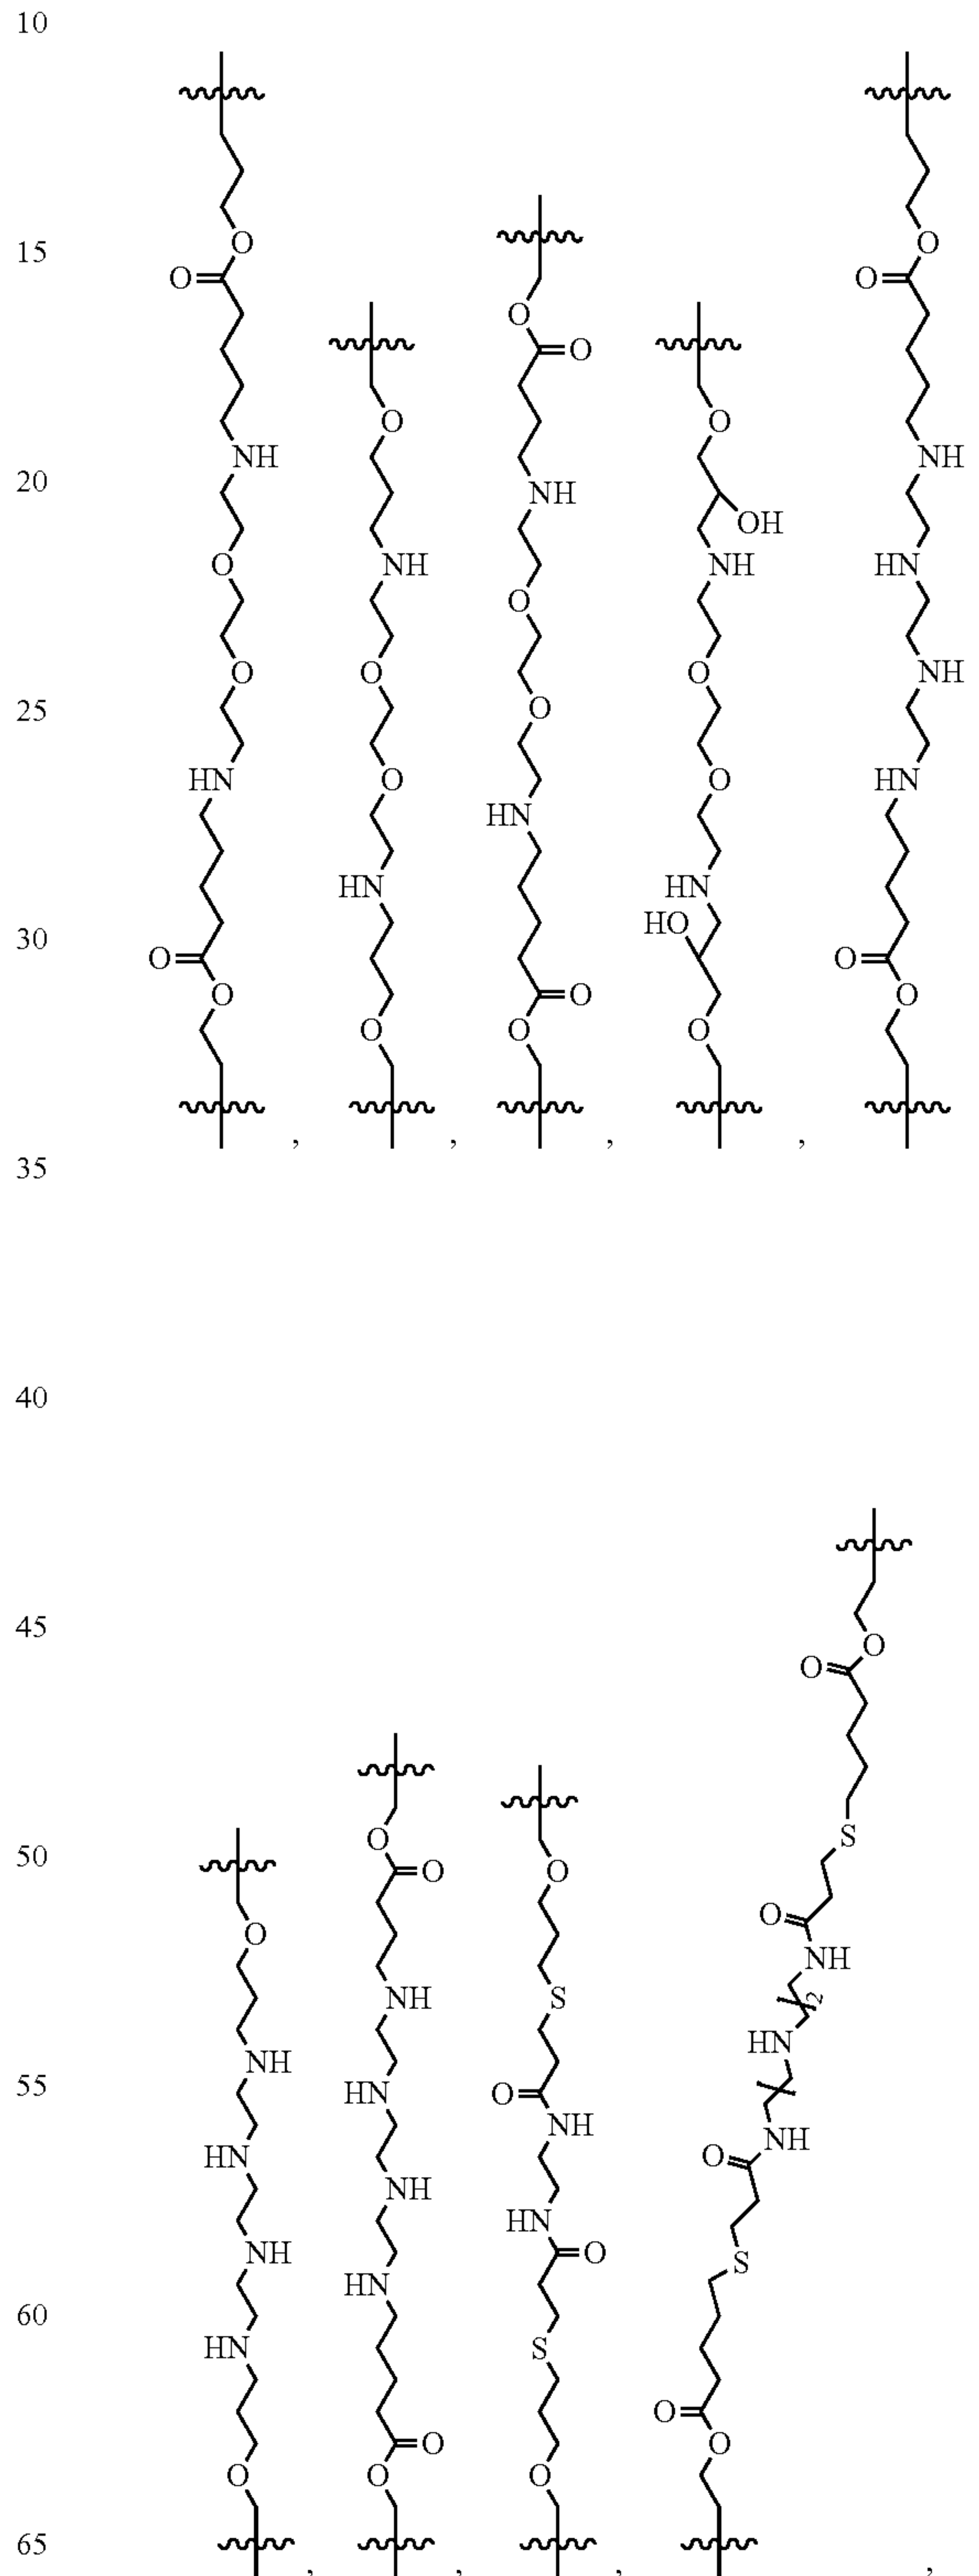 10
O O
15
O O
O
O
O O
NH NH
20
NH
OH
O NH NH HN
O
O O O NH
O
25
HN O O HN
HN
HN HN
HO
30
O O
O O O
O O O
, , , ,
35
40
45
O
O
S
O
50
O O
O
O
NH
NH S 2
HN
NH
55
HN O
NH
NH
HN O
NH
HN
NH O S
HN
60
HN S
O
O O
O O O
65
, , , ,